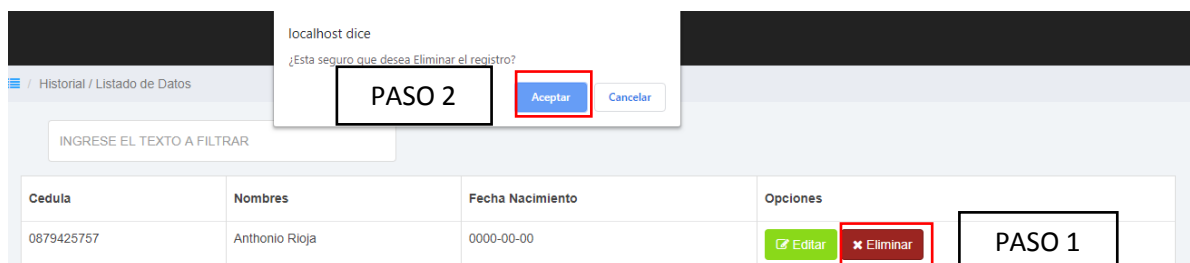 localhost dice
¿Esta seguro que desea Eliminar el registro?
PASO 2
Aceptar
Cancelar
/ Historial / Listado de Datos
INGRESE EL TEXTO A FILTRAR
Cedula Nombres Fecha Nacimiento Opciones
0879425757 Anthonio Rioja 0000-00-00 Editar Eliminar PASO 1